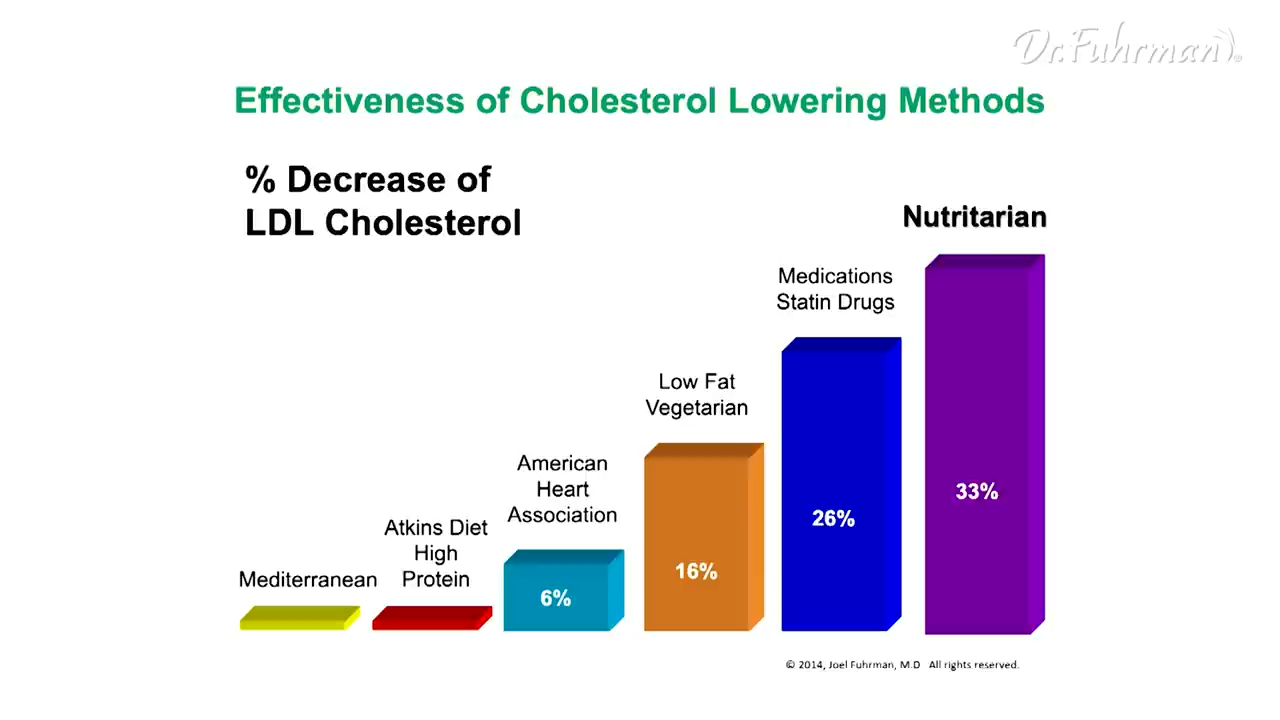 Dr.Fuhrman®
Effectiveness of Cholesterol Lowering Methods
% Decrease of
LDL Cholesterol
Mediterranean
Atkins Diet
High
Protein
American
Heart
Association
6%
Low Fat
Vegetarian
16%
Medications
Statin Drugs
26%
Nutritarian
33%
© 2014, Joel Fuhrman, M.D All rights reserved.